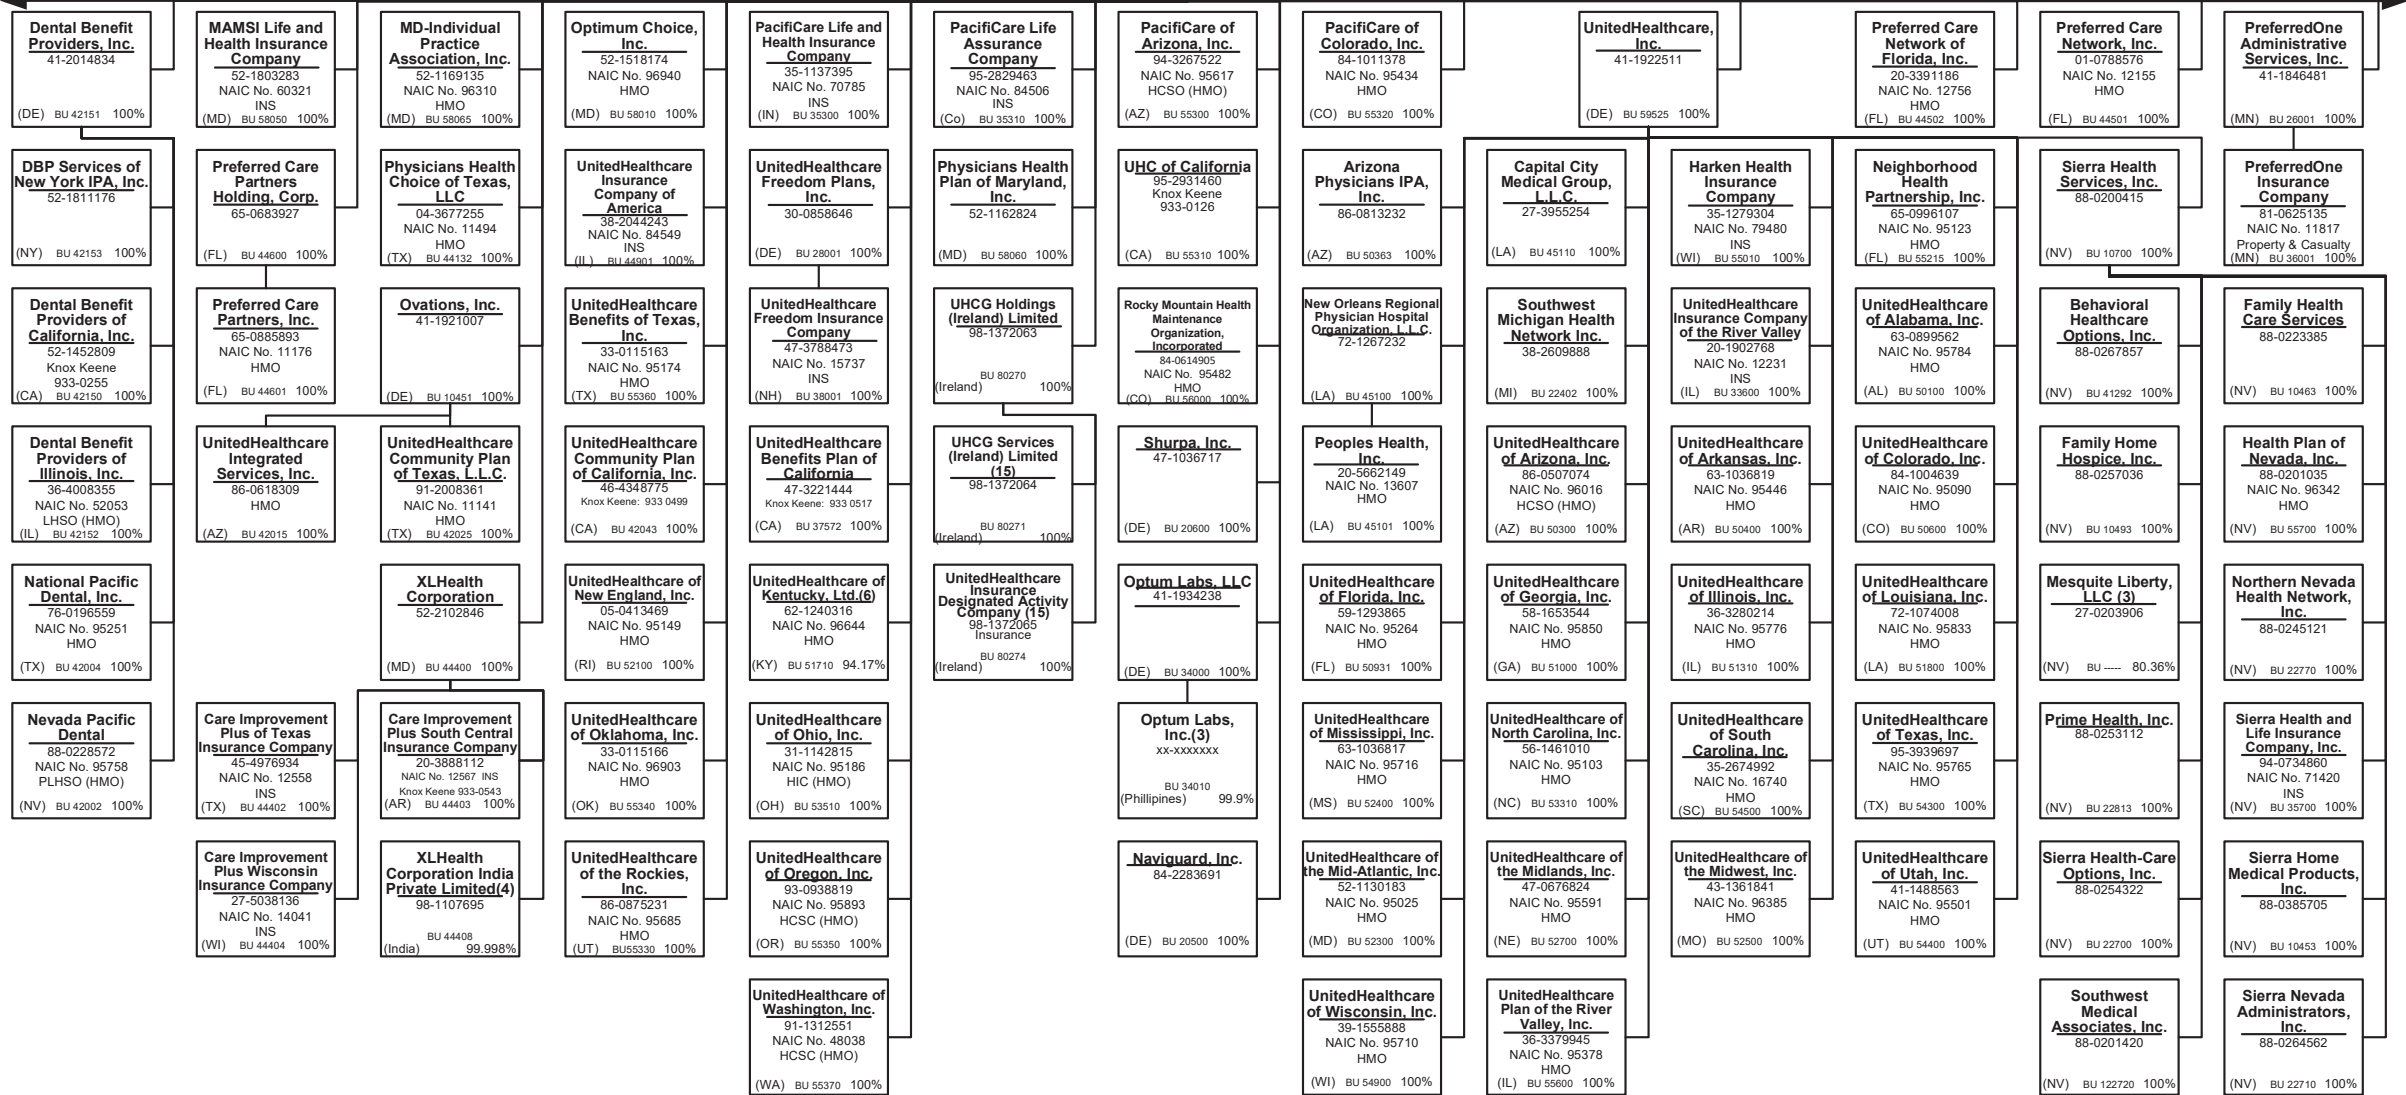 Dental Benefit
Providers, Inc.
41-2014834
(DE) BU 42151 100%
MAMSI Life and
Health Insurance
Company
52-1803283
NAIC No. 60321
INS
(MD) BU 58050 100%
MD-Individual
Practice
Association, Inc.
52-1169135
NAIC No. 96310
HMO
(MD) BU 58065 100%
Optimum Choice,
Inc.
52-1518174
NAIC No. 96940
HMO
(MD) BU 58010 100%
PacifiCare Life and
Health Insurance
Company
35-1137395
NAIC No. 70785
INS
(IN) BU 35300 100%
PacifiCare Life
Assurance
Company
95-2829463
NAIC No. 84506
INS
(Co) BU 35310 100%
PacifiCare of
Arizona, Inc.
94-3267522
NAIC No. 95617
HCSO (HMO)
(AZ) BU 55300 100%
PacifiCare of
Colorado, Inc.
84-1011378
NAIC No. 95434
HMO
(CO) BU 55320 100%
UnitedHealthcare,
Inc.
41-1922511
(DE) BU 59525 100%
Preferred Care
Network of
Florida, Inc.
20-3391186
NAIC No. 12756
HMO
(FL) BU 44502 100%
Preferred Care
Network, Inc.
01-0788576
NAIC No. 12155
HMO
(FL) BU 44501 100%
PreferredOne
Administrative
Services, Inc.
41-1846481
(MN) BU 26001 100%
DBP Services of
New York IPA, Inc.
52-1811176
(NY) BU 42153 100%
Preferred Care
Partners
Holding, Corp.
65-0683927
(FL) BU 44600 100%
Physicians Health
Choice of Texas,
LLC
04-3677255
NAIC No. 11494
HMO
(TX) BU 44132 100%
UnitedHealthcare
Insurance
Company of
America
38-2044243
NAIC No. 84549
INS
(IL) BU 44901 100%
UnitedHealthcare
Freedom Plans,
Inc.
30-0858646
(DE) BU 28001 100%
Physicians Health
Plan of Maryland,
Inc.
52-1162824
(MD) BU 58060 100%
UHC of California
95-2931460
Knox Keene
933-0126
(CA) BU 55310 100%
Arizona
Physicians IPA,
Inc.
86-0813232
(AZ) BU 50363 100%
Capital City
Medical Group,
L.L.C.
27-3955254
(LA) BU 45110 100%
Harken Health
Insurance
Company
35-1279304
NAIC No. 79480
INS
(WI) BU 55010 100%
Neighborhood
Health
Partnership, Inc.
65-0996107
NAIC No. 95123
HMO
(FL) BU 55215 100%
Sierra Health
Services, Inc.
88-0200415
(NV) BU 10700 100%
PreferredOne
Insurance
Company
81-0625135
NAIC No. 11817
Property & Casualty
(MN) BU 36001 100%
Dental Benefit
Providers of
California, Inc.
52-1452809
Knox Keene
933-0255
(CA) BU 42150 100%
Preferred Care
Partners, Inc.
65-0885893
NAIC No. 11176
HMO
(FL) BU 44601 100%
Ovations, Inc.
41-1921007
(DE) BU 10451 100%
UnitedHealthcare
Benefits of Texas,
Inc.
33-0115163
NAIC No. 95174
HMO
(TX) BU 55360 100%
UnitedHealthcare
Freedom Insurance
Company
47-3788473
NAIC No. 15737
INS
(NH) BU 38001 100%
UHCG Holdings
(Ireland) Limited
98-1372063
BU 80270
(Ireland) 100%
Rocky Mountain Health
Maintenance
Organization,
Incorporated
84-0614905
NAIC No. 95482
HMO
(CO) BU 56000 100%
New Orleans Regional
Physician Hospital
Organization, L.L.C.
72-1267232
(LA) BU 45100 100%
Southwest
Michigan Health
Network Inc.
38-2609888
(MI) BU 22402 100%
UnitedHealthcare
Insurance Company
of the River Valley
20-1902768
NAIC No. 12231
INS
(IL) BU 33600 100%
UnitedHealthcare
of Alabama, Inc.
63-0899562
NAIC No. 95784
HMO
(AL) BU 50100 100%
Behavioral
Healthcare
Options, Inc.
88-0267857
(NV) BU 41292 100%
Family Health
Care Services
88-0223385
(NV) BU 10463 100%
Dental Benefit
Providers of
Illinois, Inc.
36-4008355
NAIC No. 52053
LHSO (HMO)
(IL) BU 42152 100%
UnitedHealthcare
Integrated
Services, Inc.
86-0618309
HMO
(AZ) BU 42015 100%
UnitedHealthcare
Community Plan
of Texas, L.L.C.
91-2008361
NAIC No. 11141
HMO
(TX) BU 42025 100%
UnitedHealthcare
Community Plan
of California, Inc.
46-4348775
Knox Keene: 933 0499
(CA) BU 42043 100%
UnitedHealthcare
Benefits Plan of
California
47-3221444
Knox Keene: 933 0517
(CA) BU 37572 100%
UHCG Services
(Ireland) Limited
(15)
98-1372064
BU 80271
(Ireland) 100%
Shurpa, Inc.
47-1036717
(DE) BU 20600 100%
Peoples Health,
Inc.
20-5662149
NAIC No. 13607
HMO
(LA) BU 45101 100%
UnitedHealthcare
of Arizona, Inc.
86-0507074
NAIC No. 96016
HCSO (HMO)
(AZ) BU 50300 100%
UnitedHealthcare
of Arkansas, Inc.
63-1036819
NAIC No. 95446
HMO
(AR) BU 50400 100%
UnitedHealthcare
of Colorado, Inc.
84-1004639
NAIC No. 95090
HMO
(CO) BU 50600 100%
Family Home
Hospice, Inc.
88-0257036
(NV) BU 10493 100%
Health Plan of
Nevada, Inc.
88-0201035
NAIC No. 96342
HMO
(NV) BU 55700 100%
National Pacific
Dental, Inc.
76-0196559
NAIC No. 95251
HMO
(TX) BU 42004 100%
XLHealth
Corporation
52-2102846
(MD) BU 44400 100%
UnitedHealthcare of
New England, Inc.
05-0413469
NAIC No. 95149
HMO
(RI) BU 52100 100%
UnitedHealthcare of
Kentucky, Ltd.(6)
62-1240316
NAIC No. 96644
HMO
(KY) BU 51710 94.17%
UnitedHealthcare
Insurance
Designated Activity
Company (15)
98-1372065
Insurance
BU 80274
(Ireland) 100%
Optum Labs, LLC
41-1934238
(DE) BU 34000 100%
UnitedHealthcare
of Florida, Inc.
59-1293865
NAIC No. 95264
HMO
(FL) BU 50931 100%
UnitedHealthcare
of Georgia, Inc.
58-1653544
NAIC No. 95850
HMO
(GA) BU 51000 100%
UnitedHealthcare
of Illinois, Inc.
36-3280214
NAIC No. 95776
HMO
(IL) BU 51310 100%
UnitedHealthcare
of Louisiana, Inc.
72-1074008
NAIC No. 95833
HMO
(LA) BU 51800 100%
Mesquite Liberty,
LLC (3)
27-0203906
(NV) BU ----- 80.36%
Northern Nevada
Health Network,
Inc.
88-0245121
(NV) BU 22770 100%
Nevada Pacific
Dental
88-0228572
NAIC No. 95758
PLHSO (HMO)
(NV) BU 42002 100%
Care Improvement
Plus of Texas
Insurance Company
45-4976934
NAIC No. 12558
INS
(TX) BU 44402 100%
Care Improvement
Plus South Central
Insurance Company
20-3888112
NAIC No. 12567 INS
Knox Keene 933-0543
(AR) BU 44403 100%
UnitedHealthcare
of Oklahoma, Inc.
33-0115166
NAIC No. 96903
HMO
(OK) BU 55340 100%
UnitedHealthcare
of Ohio, Inc.
31-1142815
NAIC No. 95186
HIC (HMO)
(OH) BU 53510 100%
Optum Labs,
Inc.(3)
xx-xxxxxxx
BU 34010
(Phillipines) 99.9%
UnitedHealthcare
of Mississippi, Inc.
63-1036817
NAIC No. 95716
HMO
(MS) BU 52400 100%
UnitedHealthcare of
North Carolina, Inc.
56-1461010
NAIC No. 95103
HMO
(NC) BU 53310 100%
UnitedHealthcare
of South
Carolina, Inc.
35-2674992
NAIC No. 16740
HMO
(SC) BU 54500 100%
UnitedHealthcare
of Texas, Inc.
95-3939697
NAIC No. 95765
HMO
(TX) BU 54300 100%
Prime Health, Inc.
88-0253112
(NV) BU 22813 100%
Sierra Health and
Life Insurance
Company, Inc.
94-0734860
NAIC No. 71420
INS
(NV) BU 35700 100%
Care Improvement
Plus Wisconsin
Insurance Company
27-5038136
NAIC No. 14041
INS
(WI) BU 44404 100%
XLHealth
Corporation India
Private Limited(4)
98-1107695
BU 44408
(India) 99.998%
UnitedHealthcare
of the Rockies,
Inc.
86-0875231
NAIC No. 95685
HMO
(UT) BU55330 100%
UnitedHealthcare
of Oregon, Inc.
93-0938819
NAIC No. 95893
HCSC (HMO)
(OR) BU 55350 100%
Naviguard, Inc.
84-2283691
(DE) BU 20500 100%
UnitedHealthcare of
the Mid-Atlantic, Inc.
52-1130183
NAIC No. 95025
HMO
(MD) BU 52300 100%
UnitedHealthcare of
the Midlands, Inc.
47-0676824
NAIC No. 95591
HMO
(NE) BU 52700 100%
UnitedHealthcare of
the Midwest, Inc.
43-1361841
NAIC No. 96385
HMO
(MO) BU 52500 100%
UnitedHealthcare
of Utah, Inc.
41-1488563
NAIC No. 95501
HMO
(UT) BU 54400 100%
Sierra Health-Care
Options, Inc.
88-0254322
(NV) BU 22700 100%
Sierra Home
Medical Products,
Inc.
88-0385705
(NV) BU 10453 100%
UnitedHealthcare of
Washington, Inc.
91-1312551
NAIC No. 48038
HCSC (HMO)
(WA) BU 55370 100%
UnitedHealthcare
of Wisconsin, Inc.
39-1555888
NAIC No. 95710
HMO
(WI) BU 54900 100%
UnitedHealthcare
Plan of the River
Valley, Inc.
36-3379945
NAIC No. 95378
HMO
(IL) BU 55600 100%
Southwest
Medical
Associates, Inc.
88-0201420
(NV) BU 122720 100%
Sierra Nevada
Administrators,
Inc.
88-0264562
(NV) BU 22710 100%